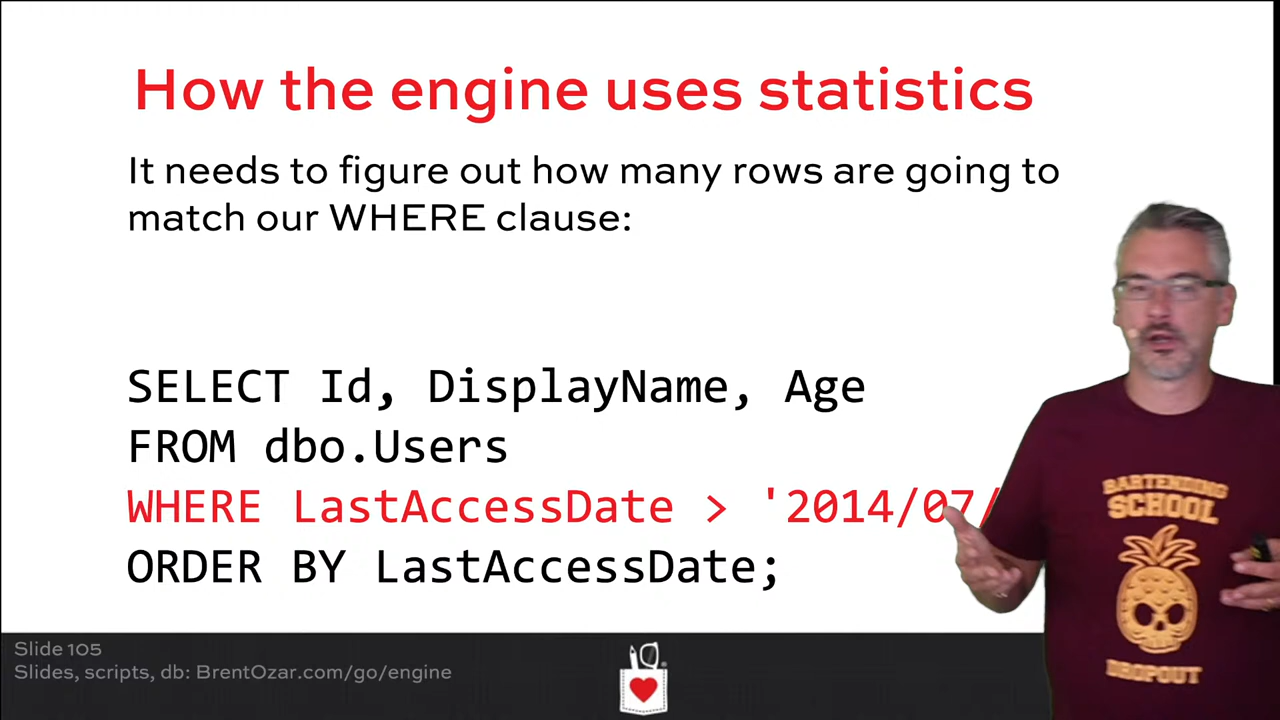 How the engine uses statistics
It needs to figure out how many rows are going to
match our WHERE clause:
SELECT Id, DisplayName, Age
FROM dbo.Users
WHERE LastAccessDate > '2014/07/
ORDER BY LastAccessDate;
BARTENDING
SCHOOL
DROPOUT
Slide 105
Slides, scripts, db: BrentOzar.com/go/engine